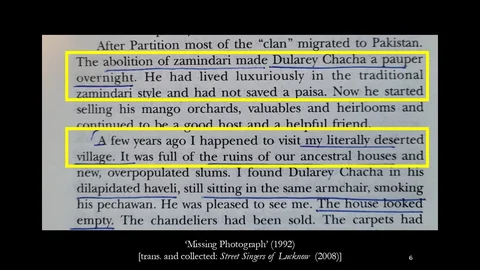 After Partition most of the "clan" migrated to Pakistan.
The abolition of zamindari made Dularey Chacha a pauper
overnight. He had lived luxuriously in the traditional
zamindari style and had not saved a paisa. Now he started
selling his mango orchards, valuables and heirlooms and
continued to be a good host and a helpful friend.
A few years ago I happened to visit my literally deserted
village. It was full of the ruins of our ancestral houses and
new, overpopulated slums. I found Dularey Chacha in his
dilapidated haveli, still sitting in the same armchair, smoking
his pechawan. He was pleased to see me. The house looked
empty. The chandeliers had been sold. The carpets had
'Missing Photograph' (1992)
[trans. and collected: Street Singers of Lucknow (2008)]
6